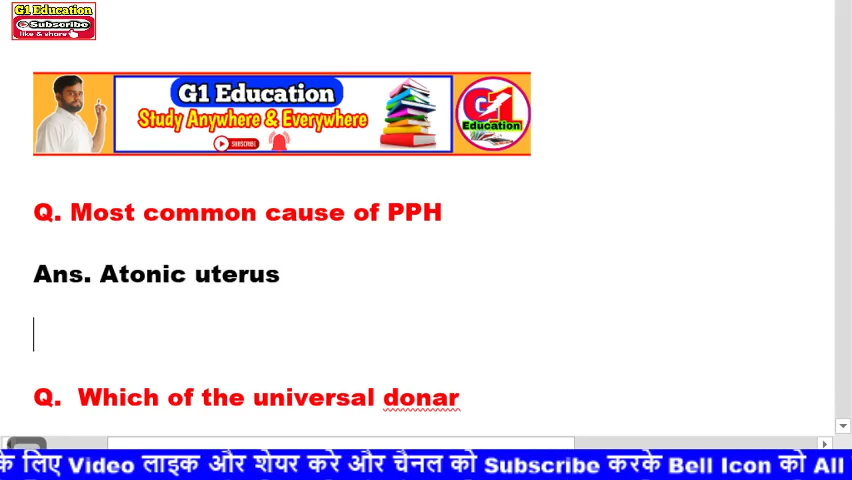 G1 Education
Subscribe
like & share
G1 Education
Study Anywhere & Everywhere
SUBSCRIBE
G1
Education
Q. Most common cause of PPH
Ans. Atonic uterus
Q. Which of the universal donar
के लिए Video लाइक और शेयर करे और चैनल को Subscribe करके Bell Icon को All